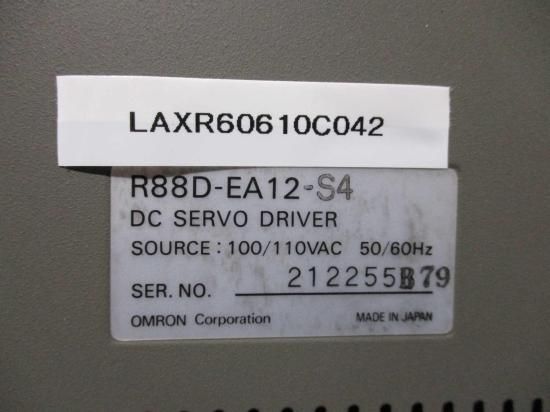 LAXR60610C042
R88D-EA12-S4
DC SERVO DRIVER
SOURCE : 100/110VAC 50/60Hz
SER. NO. 212255B79
OMRON Corporation MADE IN JAPAN